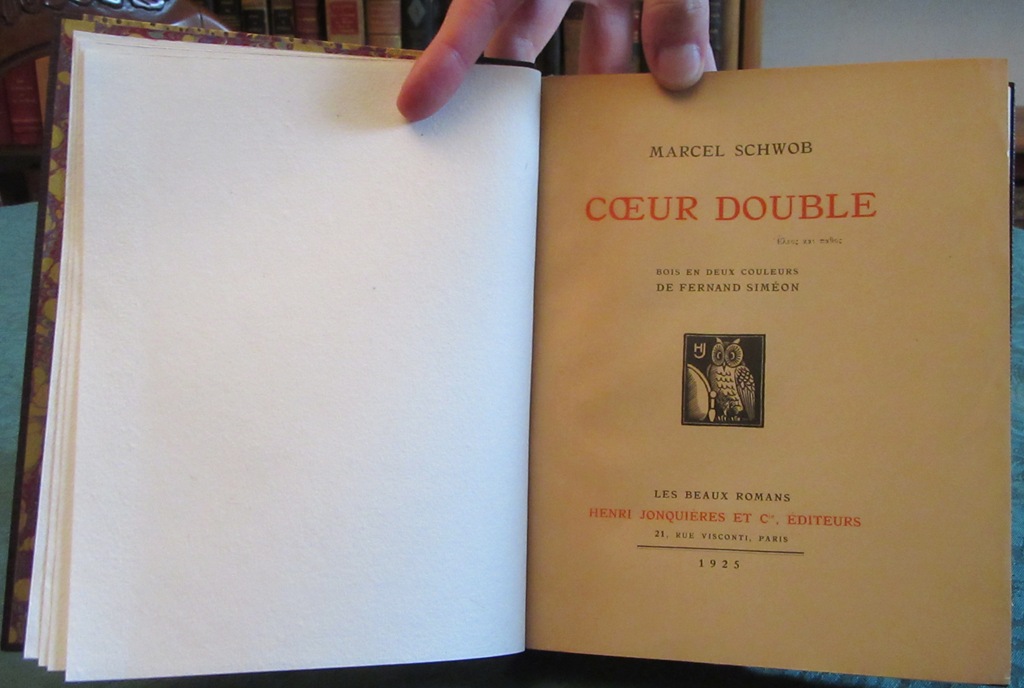 MARCEL SCHWOB
CŒUR DOUBLE
BOIS EN DEUX COULEURS
DE FERNAND SIMÉON
HJ
LES BEAUX ROMANS
HENRI JONQUIÈRES ET Cie, ÉDITEURS
21, RUE VISCONTI, PARIS
1925